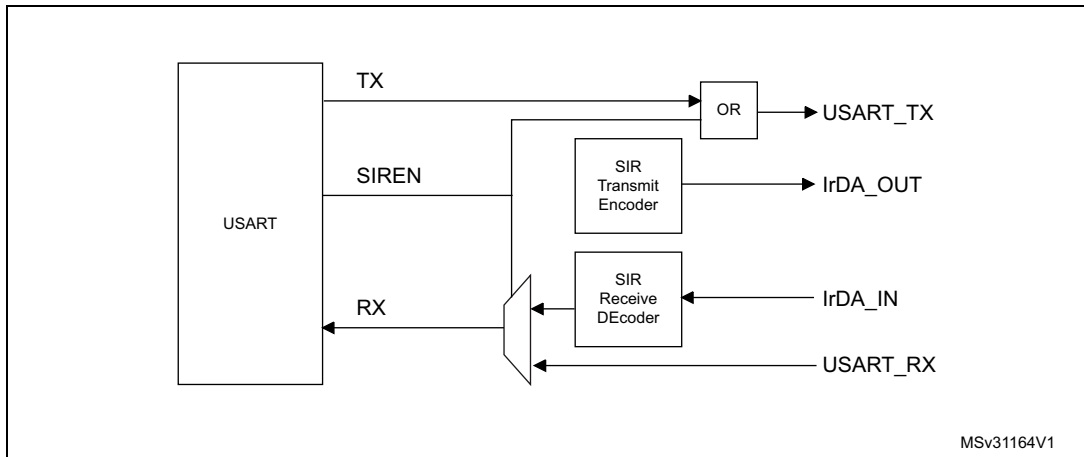 TX
OR
USART_TX
SIREN
SIR
Transmit
Encoder
IrDA_OUT
USART
SIR
Receive
DEcoder
IrDA_IN
RX
USART_RX
MSv31164V1